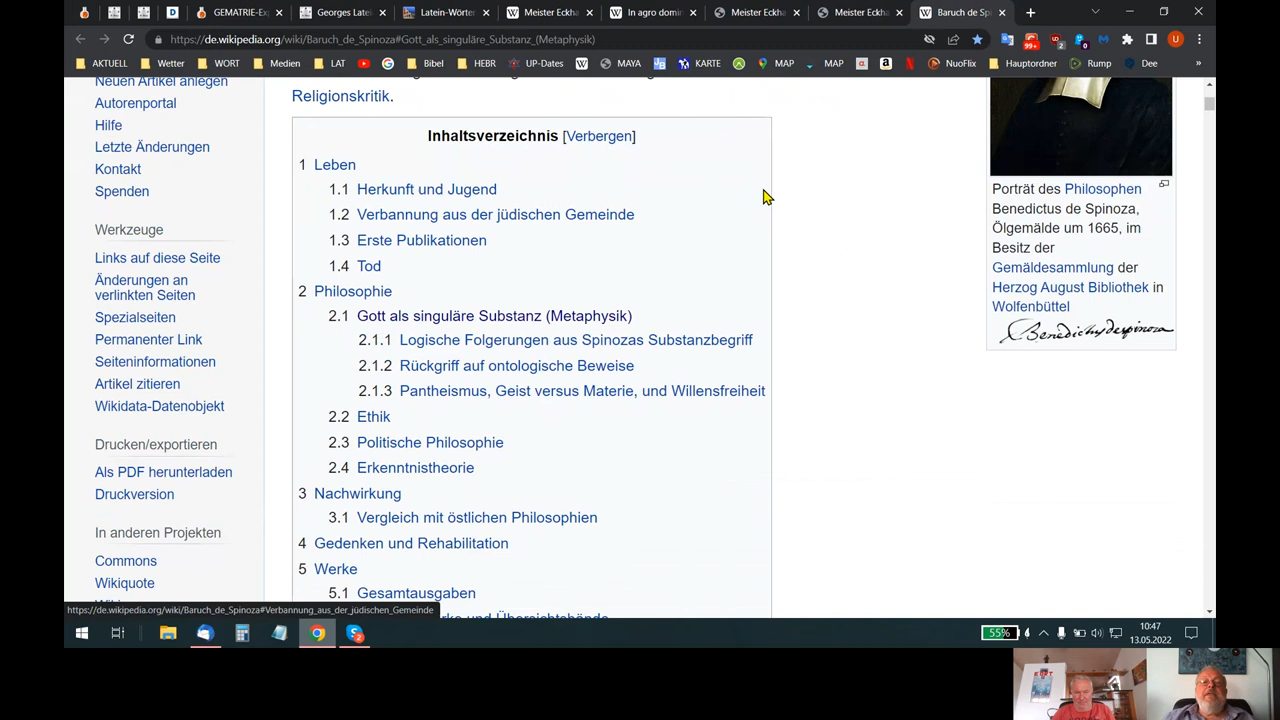 GEMATRIE-Ex
Georges Latei
Latein-Wörter
Meister Eckha
In agro domin
Meister Eckha
Meister Eckha
Baruch de Spi
https://de.wikipedia.org/wiki/Baruch_de_Spinoza#Gott_als_singuläre_Substanz_(Metaphysik)
AKTUELL
Wetter
WORT
Medien
LAT
Bibel
HEBR
UP-Dates
MAYA
KARTE
MAP
MAP
NuoFlix
Hauptordner
Rump
Dee
Neuen Artikel anlegen
Autorenportal
Hilfe
Letzte Änderungen
Kontakt
Spenden
Werkzeuge
Links auf diese Seite
Änderungen an
verlinkten Seiten
Spezialseiten
Permanenter Link
Seiteninformationen
Artikel zitieren
Wikidata-Datenobjekt
Drucken/exportieren
Als PDF herunterladen
Druckversion
In anderen Projekten
Commons
Wikiquote
Religionskritik.
Inhaltsverzeichnis [Verbergen]
1 Leben
1.1 Herkunft und Jugend
1.2 Verbannung aus der jüdischen Gemeinde
1.3 Erste Publikationen
1.4 Tod
2 Philosophie
2.1 Gott als singuläre Substanz (Metaphysik)
2.1.1 Logische Folgerungen aus Spinozas Substanzbegriff
2.1.2 Rückgriff auf ontologische Beweise
2.1.3 Pantheismus, Geist versus Materie, und Willensfreiheit
2.2 Ethik
2.3 Politische Philosophie
2.4 Erkenntnistheorie
3 Nachwirkung
3.1 Vergleich mit östlichen Philosophien
4 Gedenken und Rehabilitation
5 Werke
5.1 Gesamtausgaben
Porträt des Philosophen
Benedictus de Spinoza,
Ölgemälde um 1665, im
Besitz der
Gemäldesammlung der
Herzog August Bibliothek in
Wolfenbüttel
Benedictus despinoza
https://de.wikipedia.org/wiki/Baruch_de_Spinoza#Verbannung_aus_der_jüdischen_Gemeinde
55%
10:47
13.05.2022